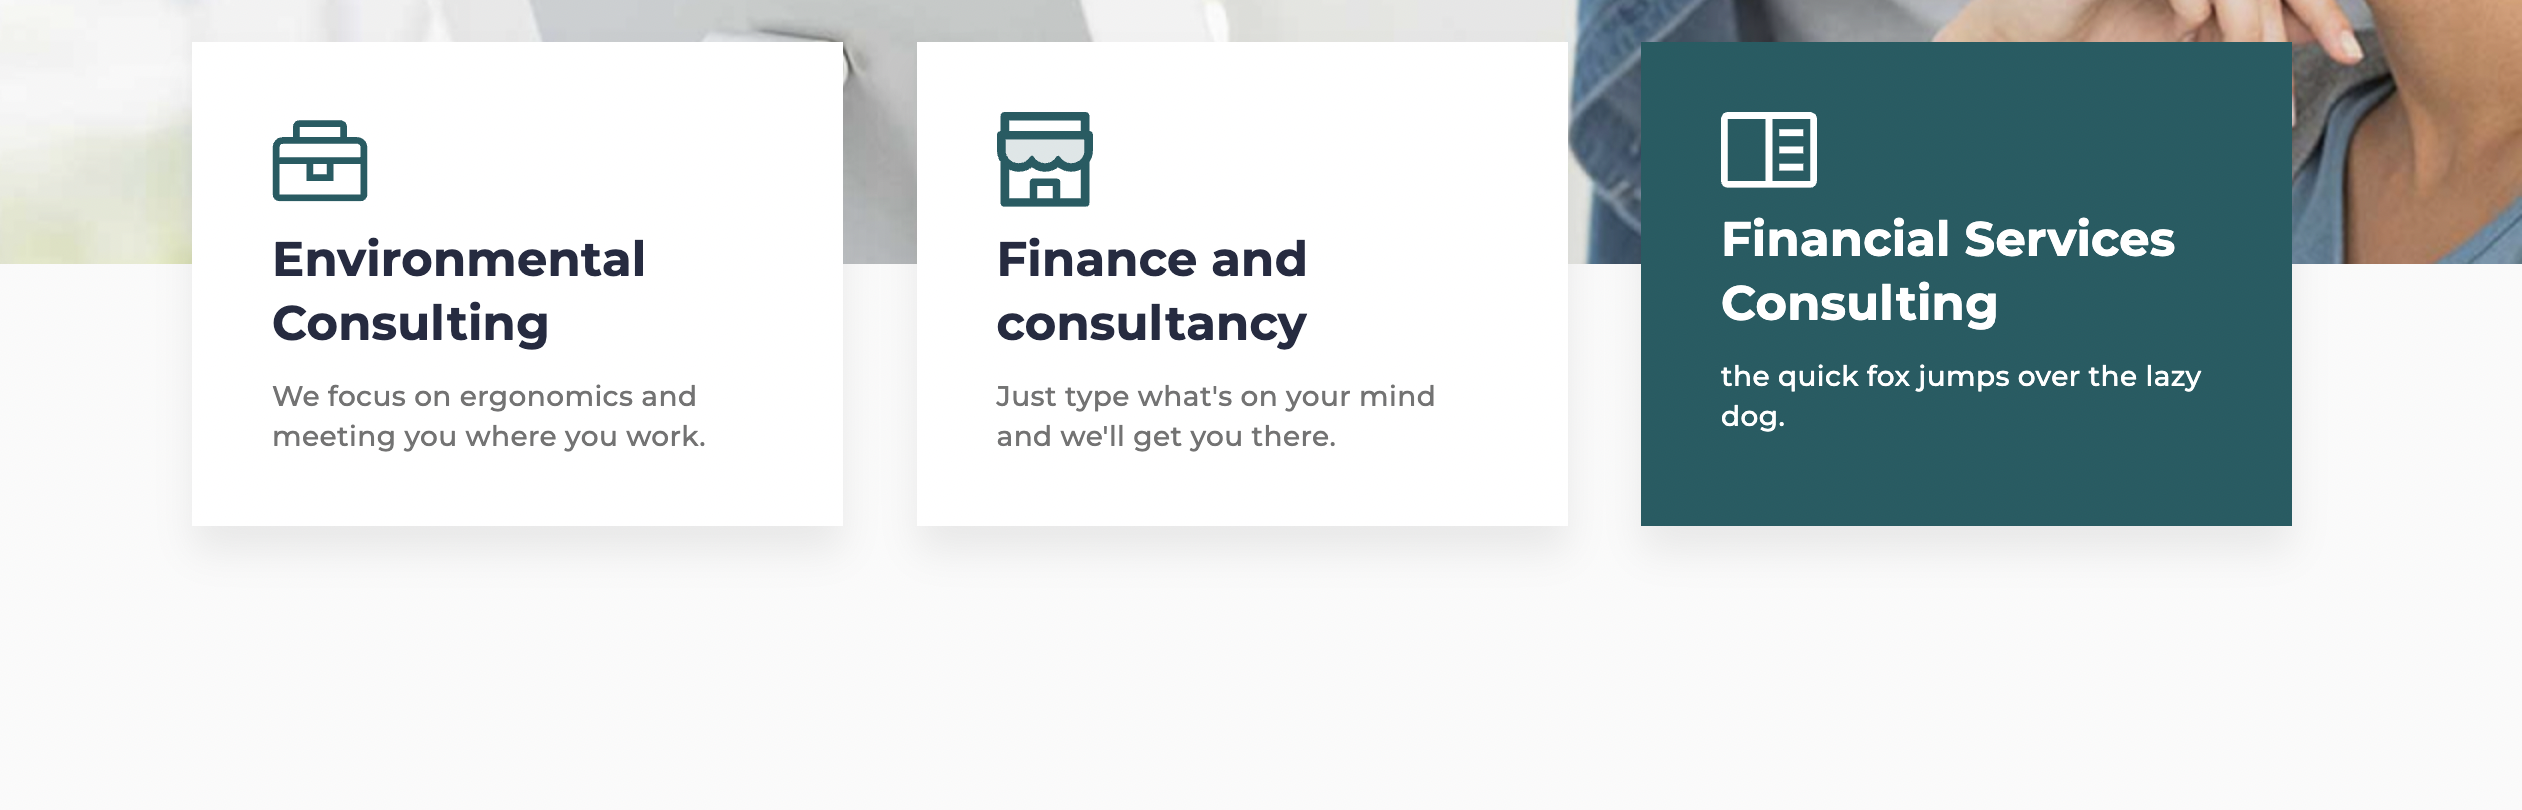 Environmental
Consulting
We focus on ergonomics and
meeting you where you work.
Finance and
consultancy
Just type what's on your mind
and we'll get you there.
Financial Services
Consulting
the quick fox jumps over the lazy
dog.